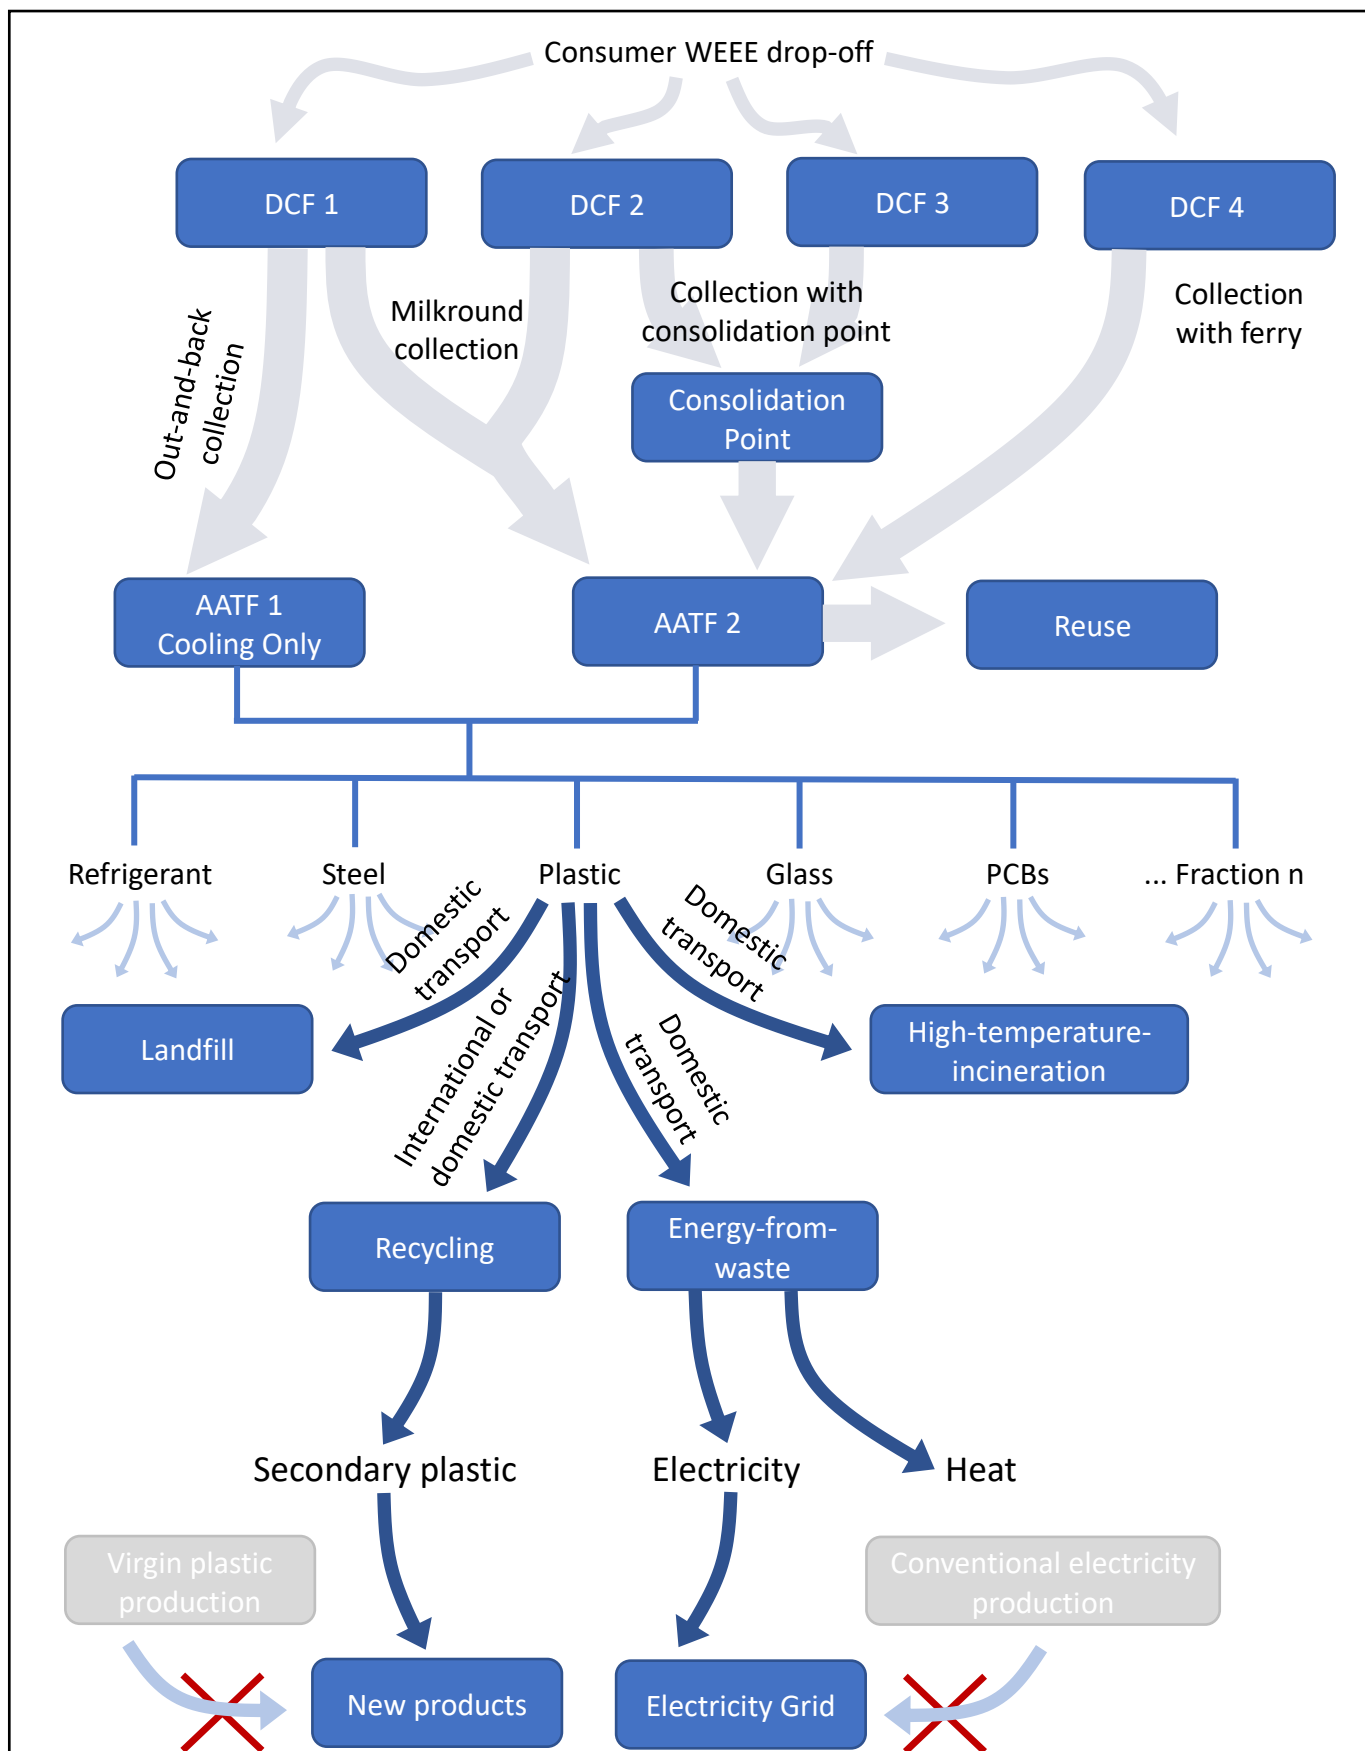 Consumer WEEE drop-off
DCF 1
DCF 2
DCF 3
DCF 4
Out-and-back
collection
Milkround
collection
Collection with
consolidation point
Collection
with ferry
Consolidation
Point
AATF 1
Cooling Only
AATF 2
Reuse
Refrigerant
Steel
Plastic
Glass
PCBs
... Fraction n
Domestic
transport
International or
domestic transport
Domestic
transport
Domestic
transport
Landfill
High-temperature-
incineration
Recycling
Energy-from-
waste
Secondary plastic
Electricity
Heat
Virgin plastic
production
Conventional electricity
production
New products
Electricity Grid